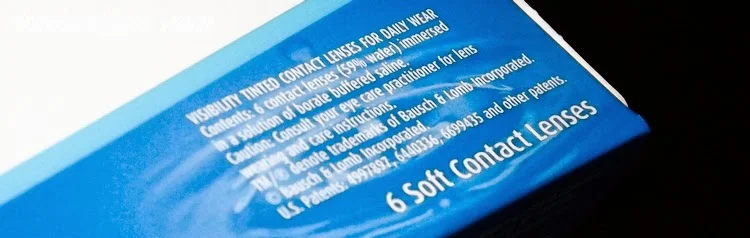 VISIBILITY TINTED CONTACT LENSES FOR DAILY WEAR
Contents: 6 contact lenses (59% water) immersed
in a solution of borate buffered saline.
Caution: Consult your eye care practitioner for lens
wearing and care instructions.
TM/® denote trademarks of Bausch & Lomb Incorporated.
© Bausch & Lomb Incorporated.
U.S. Patents: 4997897, 6440336, 6699435 and other patents.
6 Soft Contact Lenses